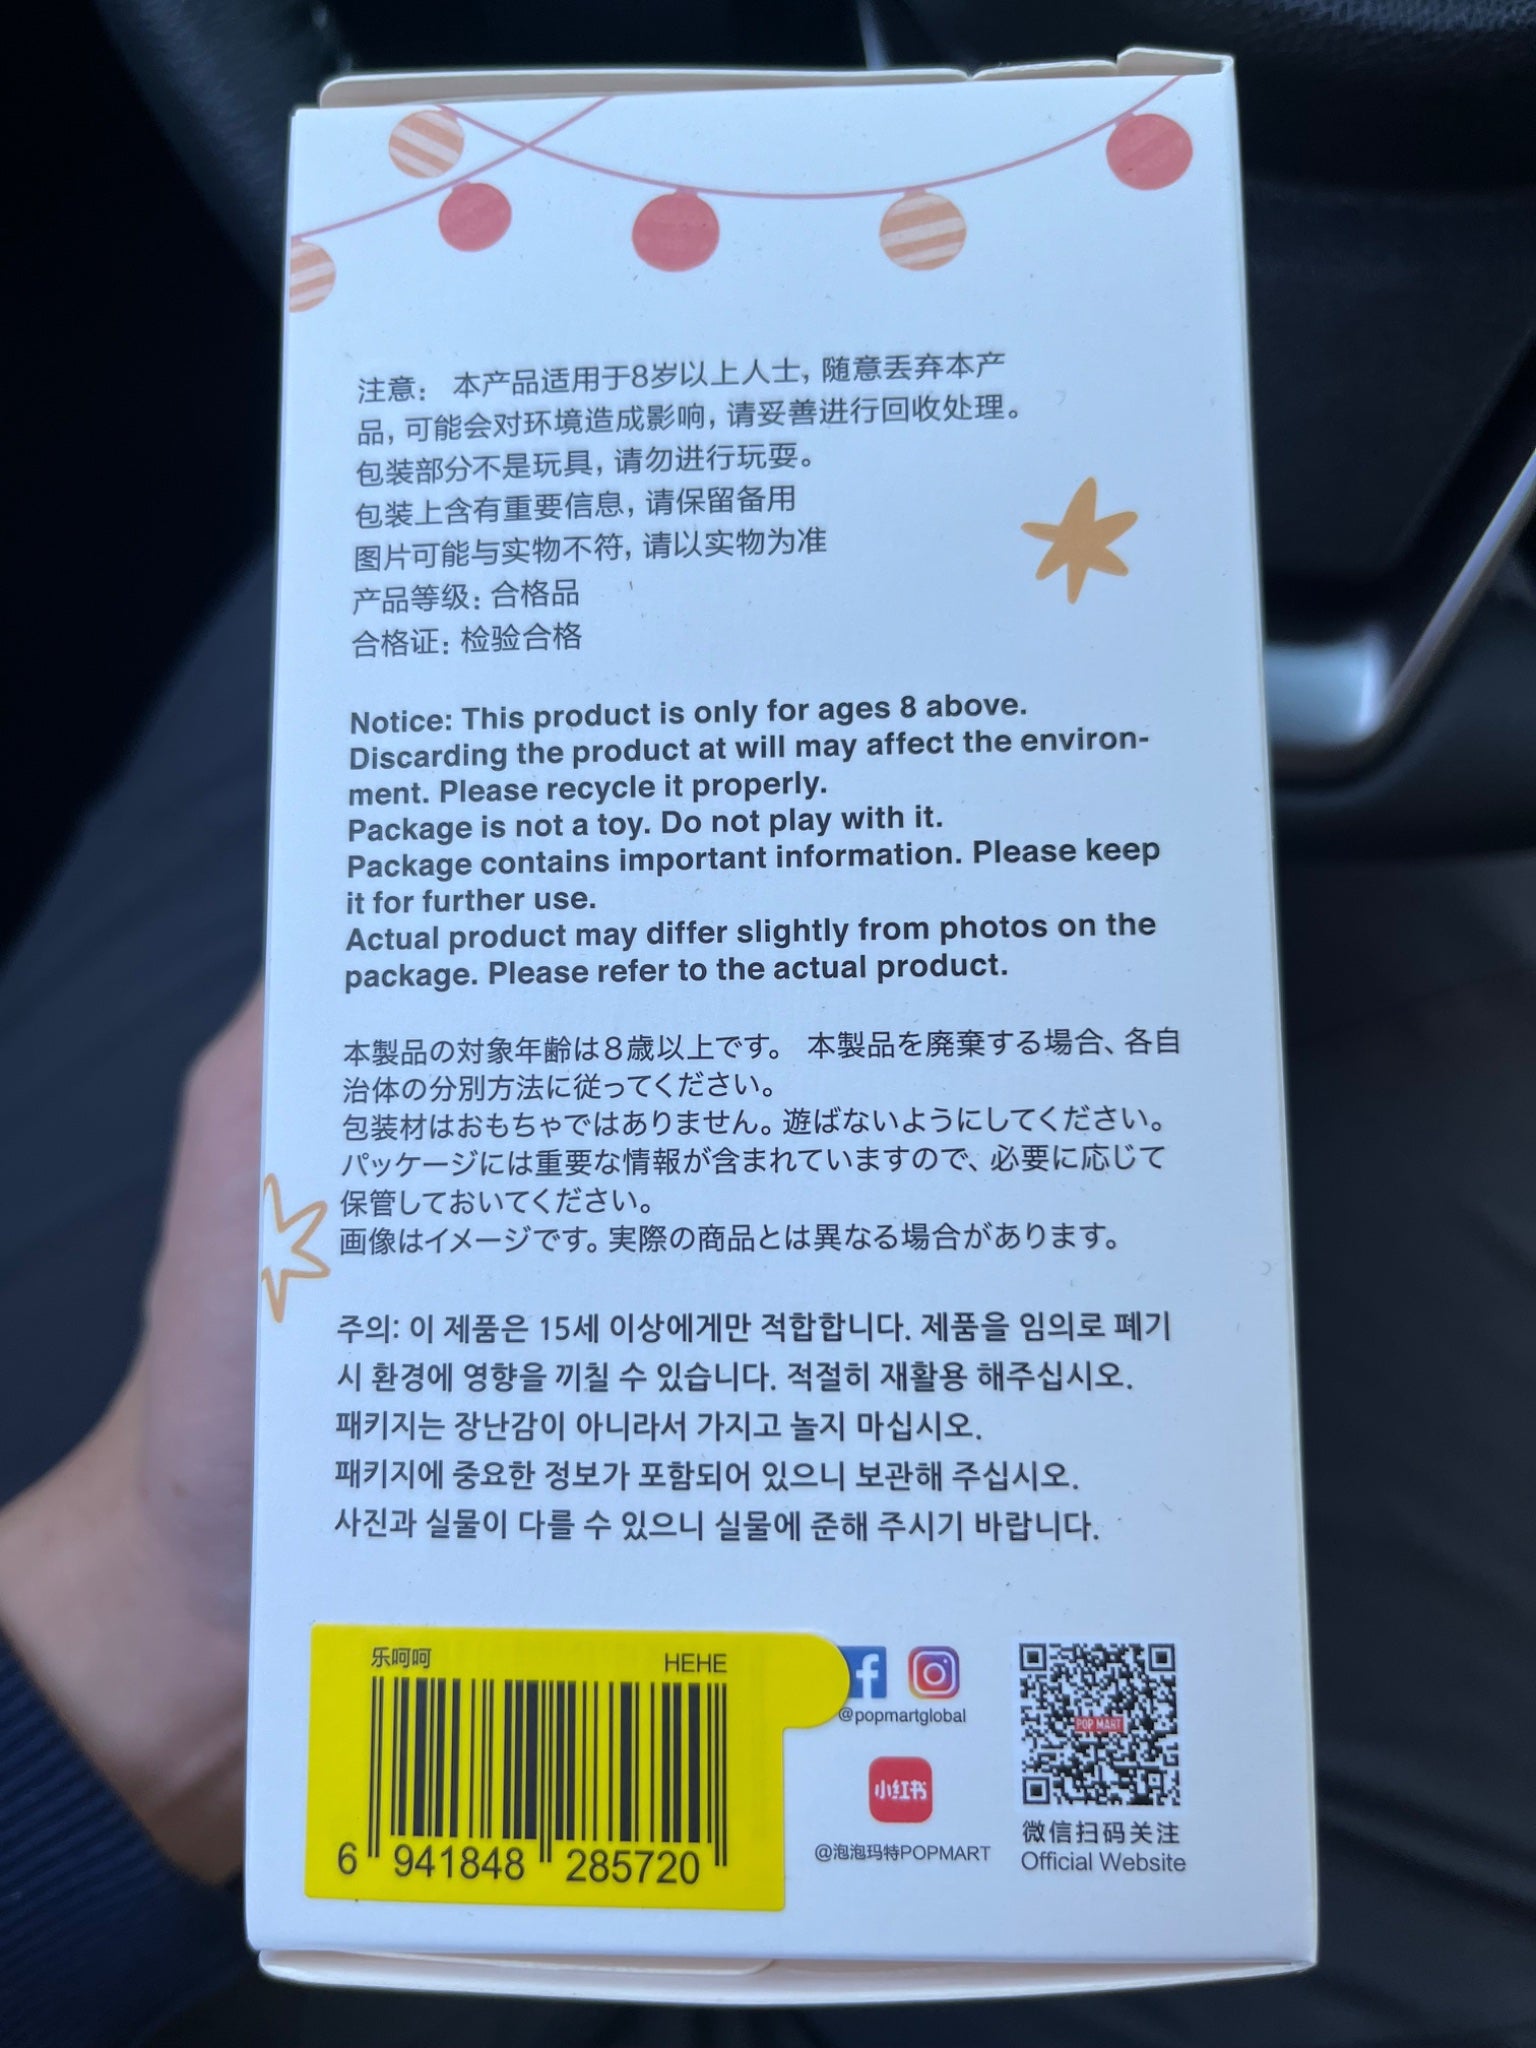 注意： 本产品适用于8岁以上人士，随意丢弃本产
品，可能会对环境造成影响，请妥善进行回收处理。
包装部分不是玩具，请勿进行玩耍。
包装上含有重要信息，请保留备用
图片可能与实物不符，请以实物为准
产品等级：合格品
合格证：检验合格
Notice: This product is only for ages 8 above.
Discarding the product at will may affect the environ-
ment. Please recycle it properly.
Package is not a toy. Do not play with it.
Package contains important information. Please keep
it for further use.
Actual product may differ slightly from photos on the
package. Please refer to the actual product.
本製品の対象年齢は８歳以上です。 本製品を廃棄する場合、各自
治体の分別方法に従ってください。
包装材はおもちゃではありません。遊ばないようにしてください。
パッケージには重要な情報が含まれていますので、必要に応じて
保管しておいてください。
画像はイメージです。実際の商品とは異なる場合があります。
주의: 이 제품은 15세 이상에게만 적합합니다. 제품을 임의로 폐기
시 환경에 영향을 끼칠 수 있습니다. 적절히 재활용 해주십시오.
패키지는 장난감이 아니라서 가지고 놀지 마십시오.
패키지에 중요한 정보가 포함되어 있으니 보관해 주십시오.
사진과 실물이 다를 수 있으니 실물에 준해 주시기 바랍니다.
乐呵呵 HEHE
6 941848 285720
@popmartglobal
小红书
@泡泡玛特POPMART
POP MART
微信扫码关注
Official Website